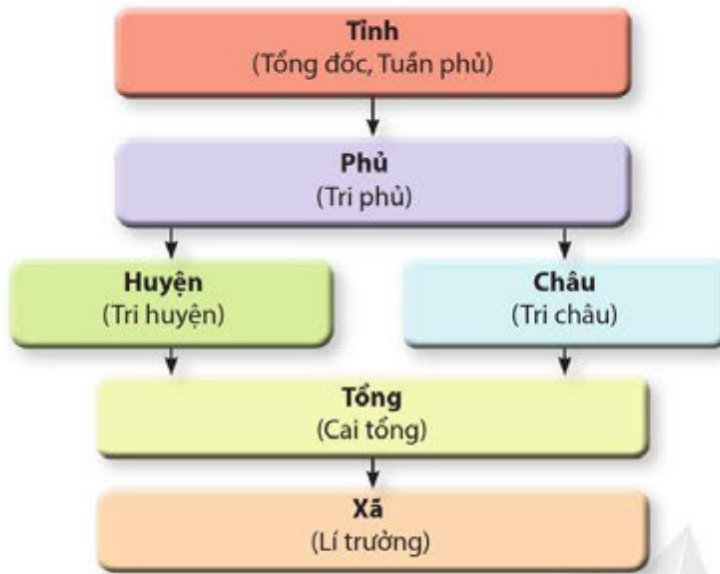 Tỉnh
(Tổng đốc, Tuần phủ)
Phủ
(Tri phủ)
Huyện
(Tri huyện)
Châu
(Tri châu)
Tổng
(Cai tổng)
Xã
(Lí trưởng)